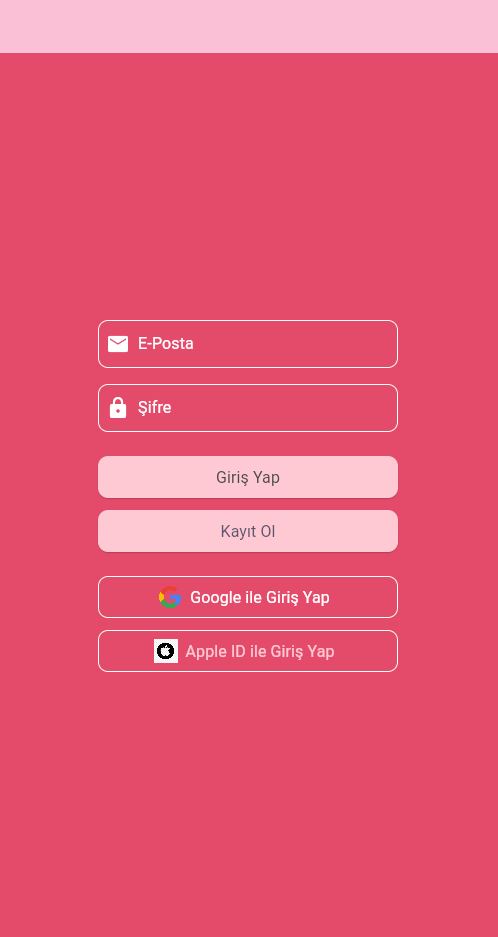 E-Posta
Şifre
Giriş Yap
Kayıt Ol
Google ile Giriş Yap
Apple ID ile Giriş Yap